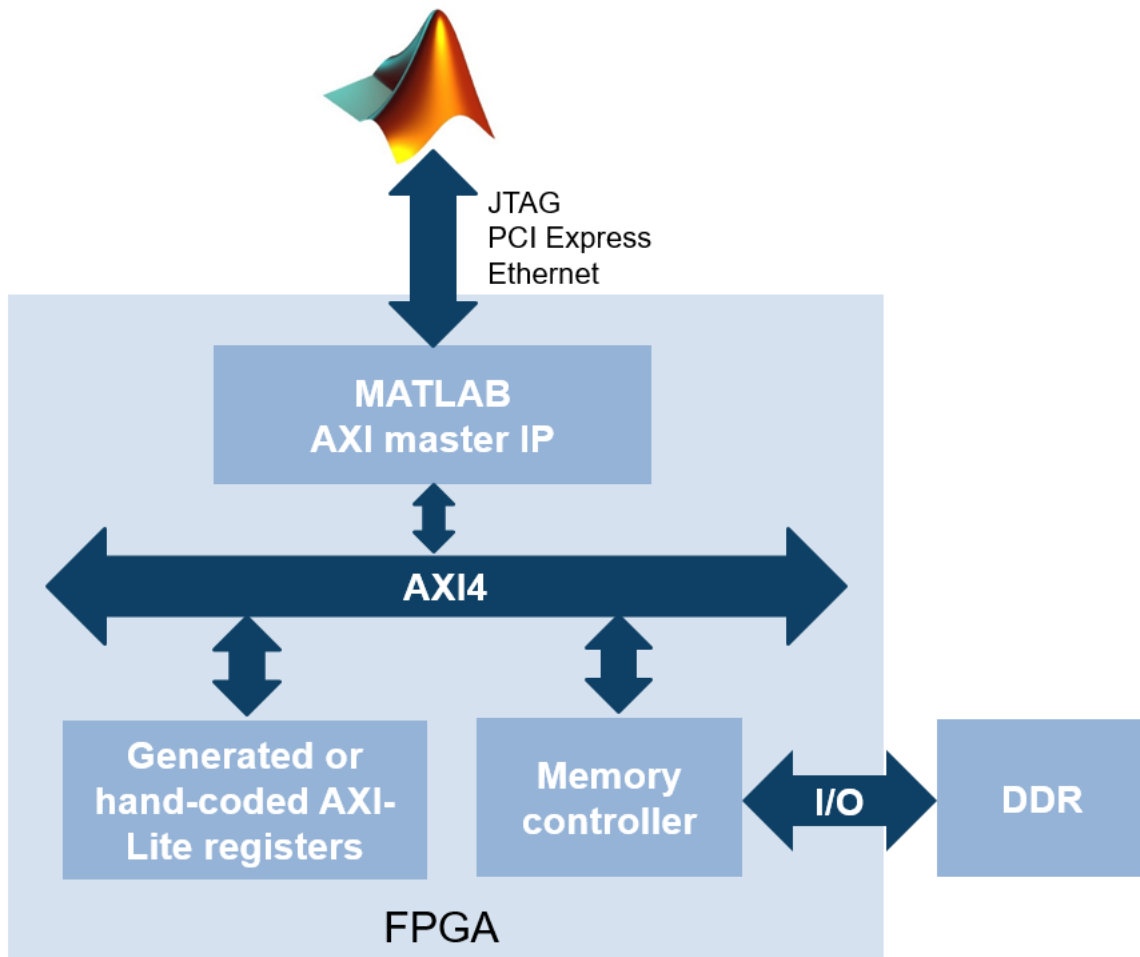 JTAG
PCI Express
Ethernet
MATLAB
AXI master IP
AXI4
Generated or
hand-coded AXI-
Lite registers
Memory
controller
I/O
DDR
FPGA